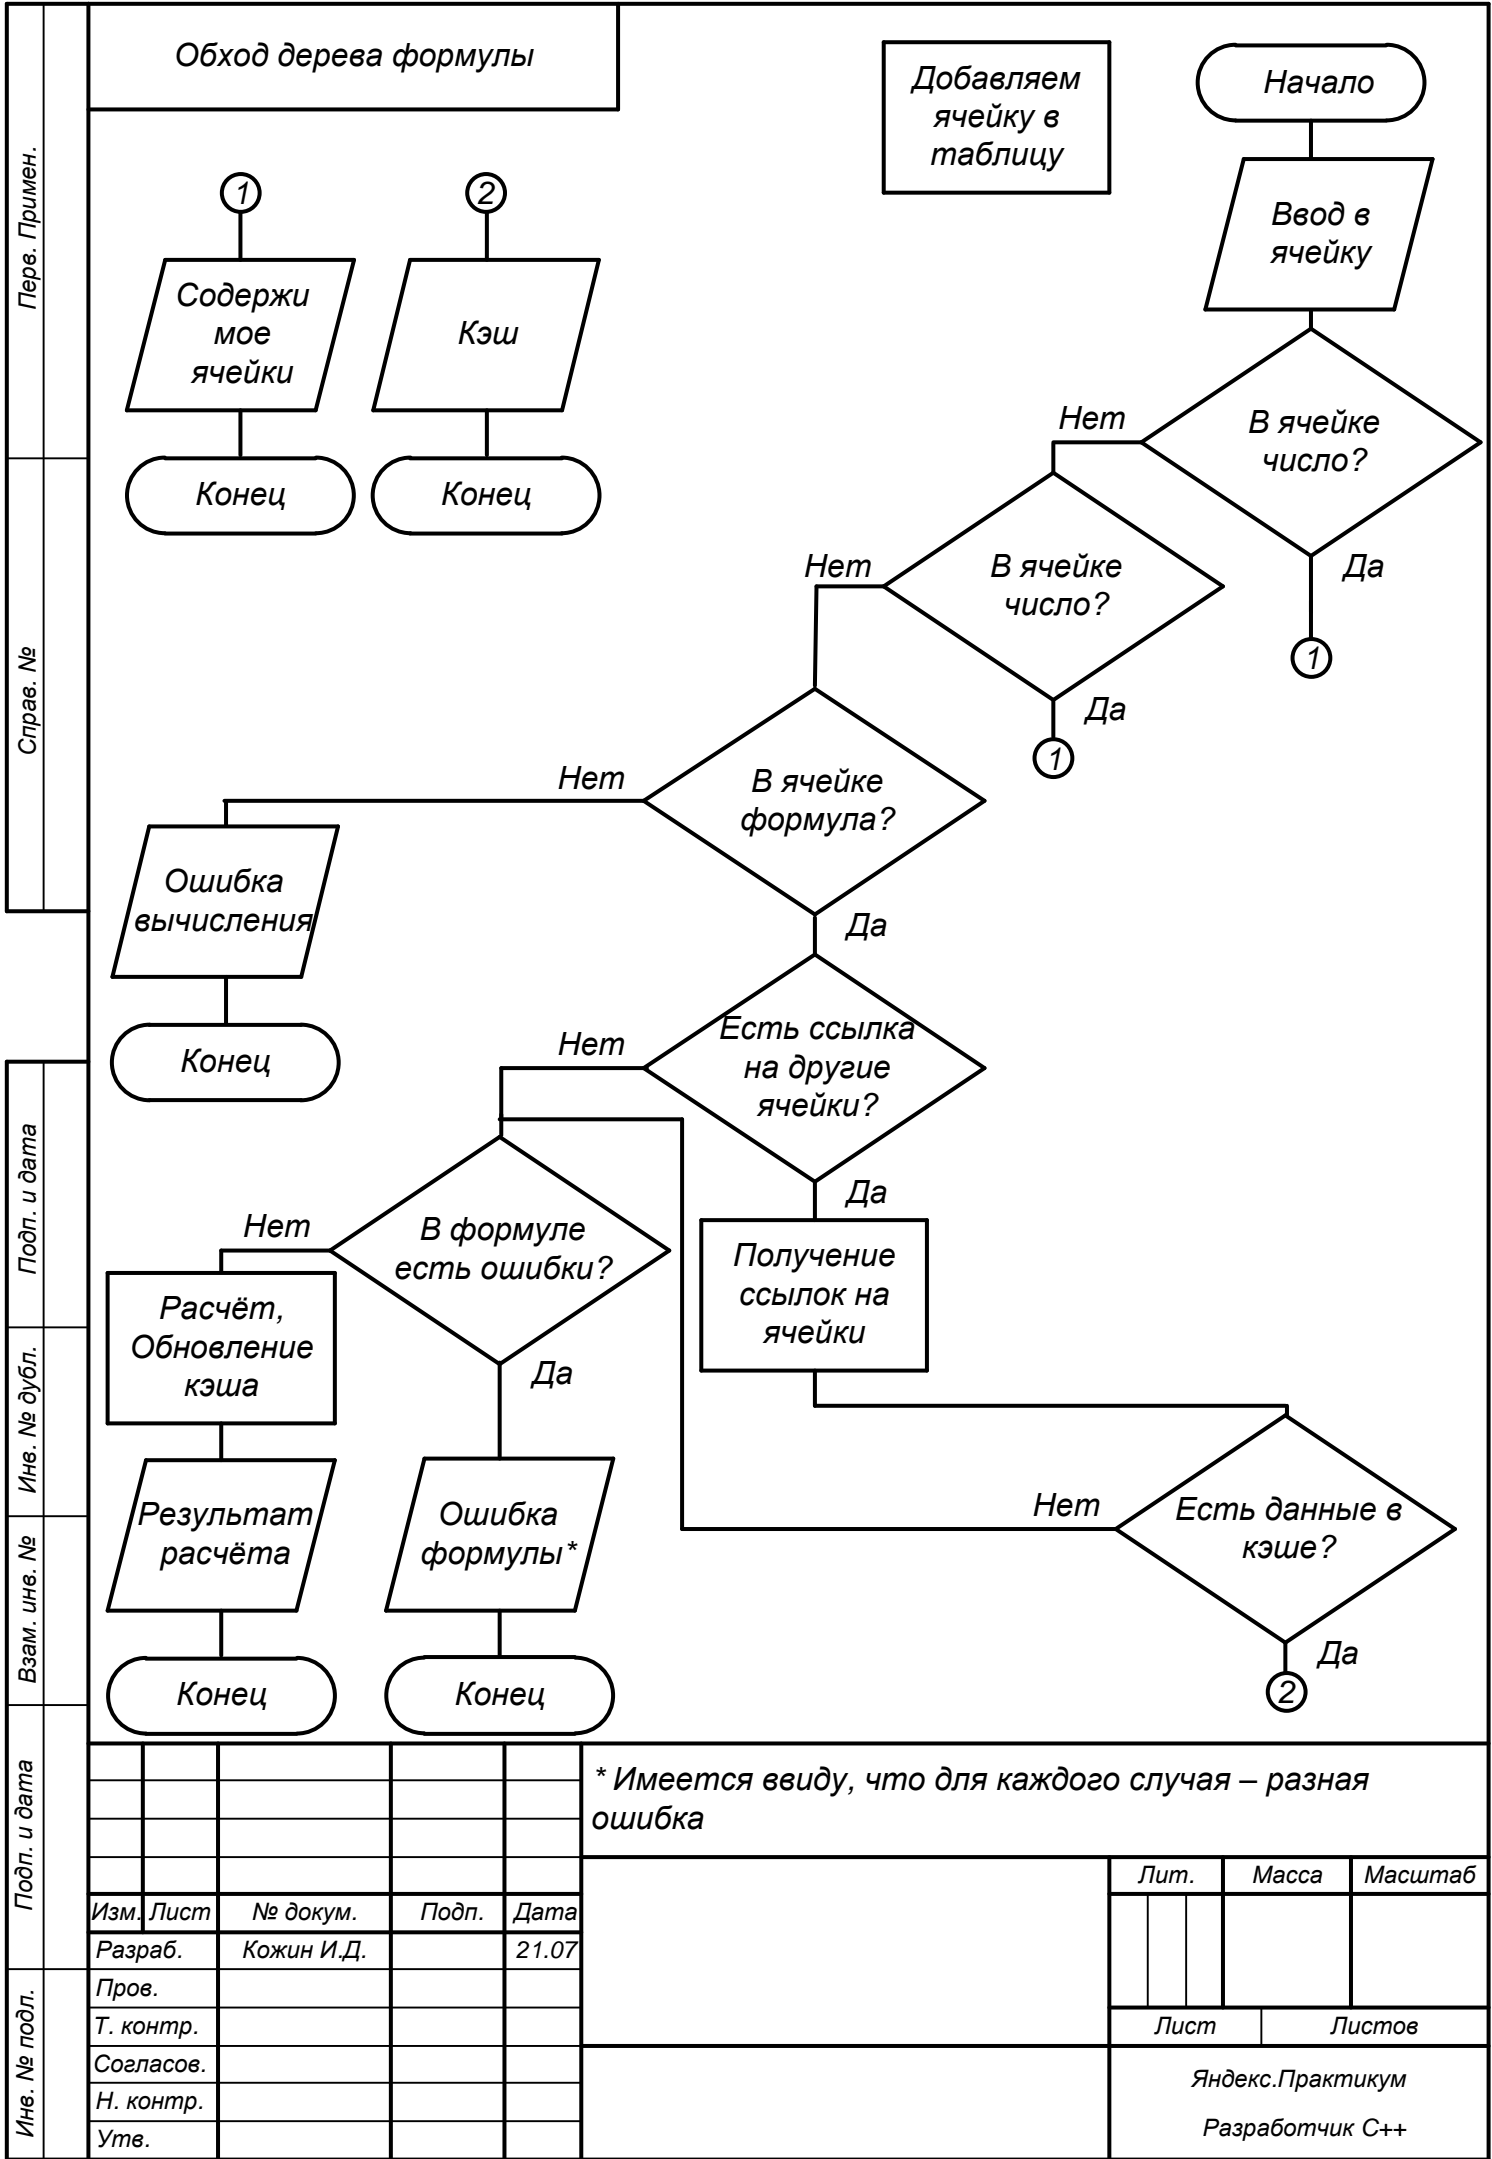 Обход дерева формулы
Добавляем
ячейку в
таблицу
Начало
Ввод в
ячейку
1
2
Содержи
мое
ячейки
Кэш
Конец
Конец
Нет
В ячейке
число?
Да
1
Нет
В ячейке
число?
Да
1
Нет
В ячейке
формула?
Да
Ошибка
вычисления
Конец
Нет
Есть ссылка
на другие
ячейки?
Да
Нет
В формуле
есть ошибки?
Да
Получение
ссылок на
ячейки
Расчёт,
Обновление
кэша
Результат
расчёта
Ошибка
формулы*
Нет
Есть данные в
кэше?
Да
2
Конец
Конец
Перв. Примен.
Справ. №
Подп. и дата
Инв. № дубл.
Взам. инв. №
Подп. и дата
Инв. № подл.
* Имеется ввиду, что для каждого случая – разная
ошибка
Лит. Масса Масштаб
Изм. Лист № докум. Подп. Дата
Разраб. Кожин И.Д. 21.07
Пров.
Т. контр.
Лист Листов
Согласов.
Н. контр.
Утв.
Яндекс.Практикум
Разработчик С++